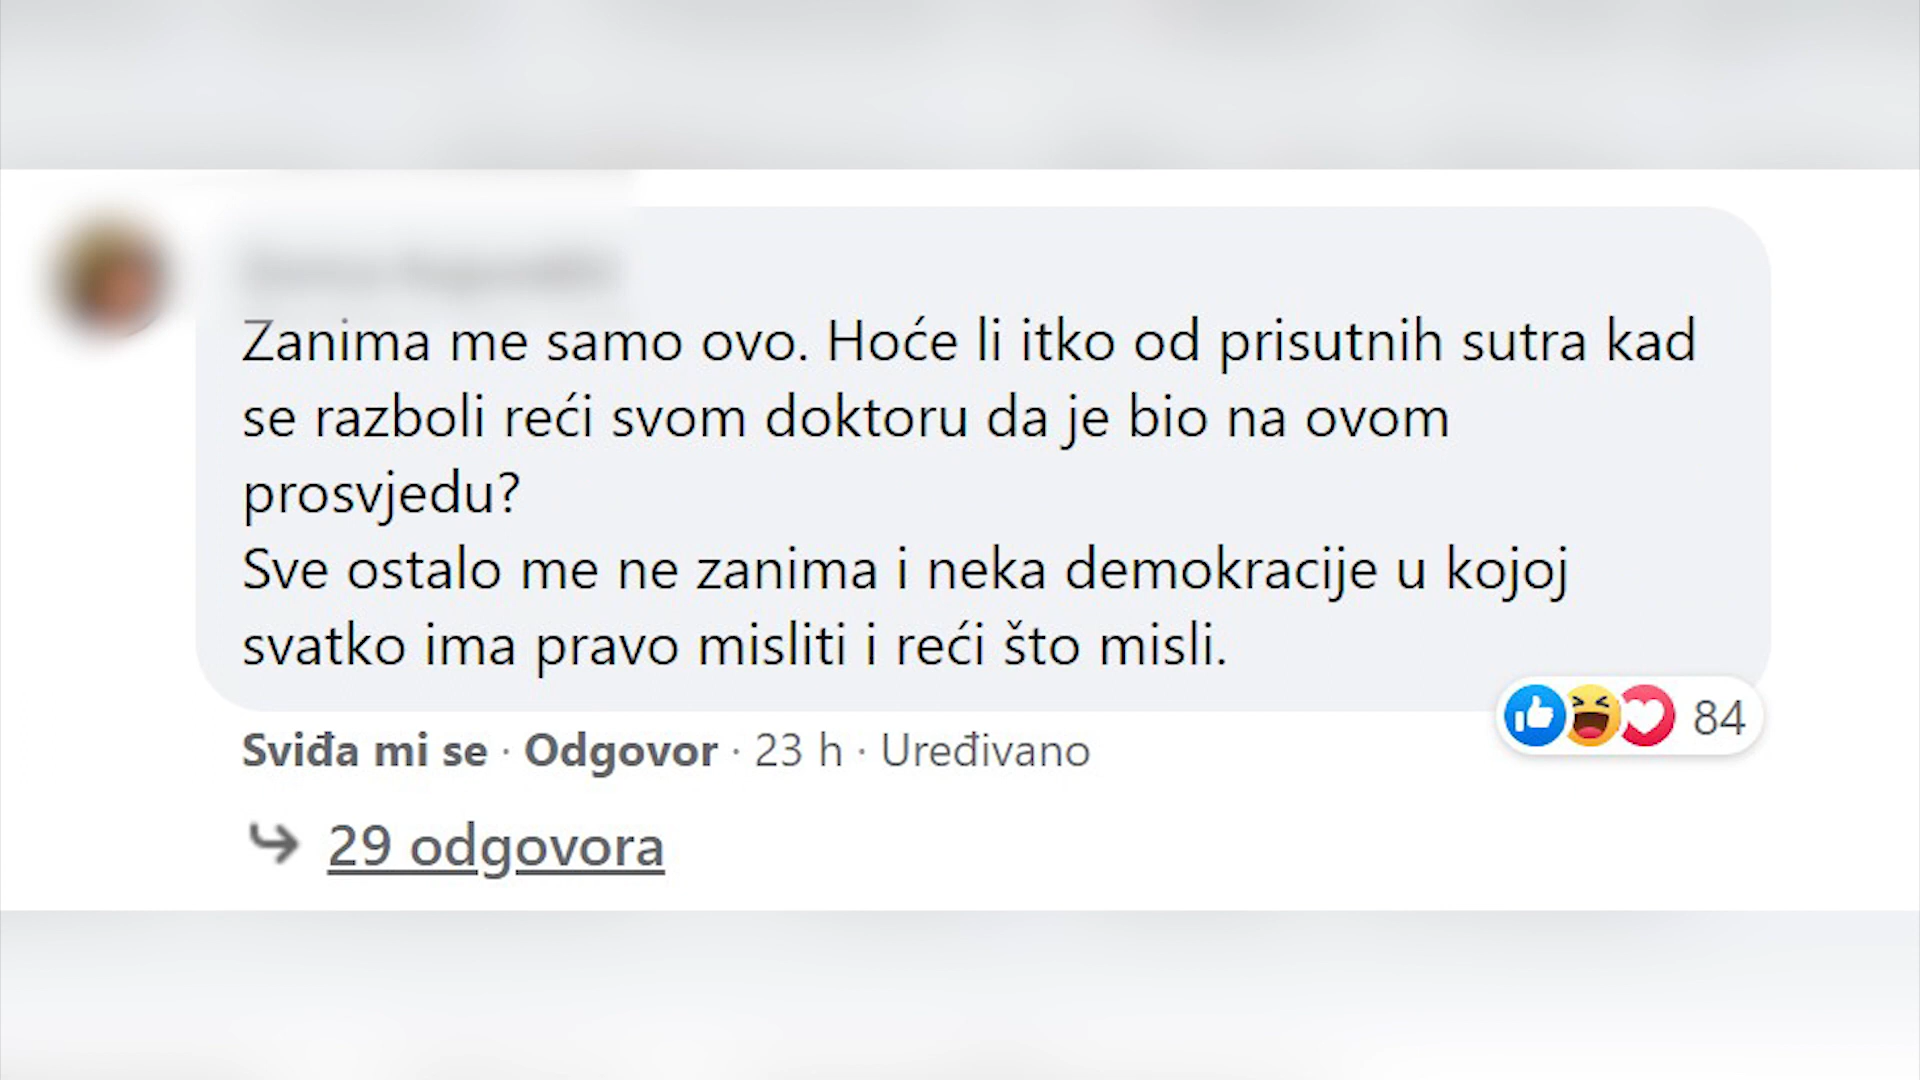 Zanima me samo ovo. Hoće li itko od prisutnih sutra kad
se razboli reći svom doktoru da je bio na ovom
prosvjedu?
Sve ostalo me ne zanima i neka demokracije u kojoj
svatko ima pravo misliti i reći što misli.
84
Sviđa mi se · Odgovor · 23 h · Uređivano
29 odgovora